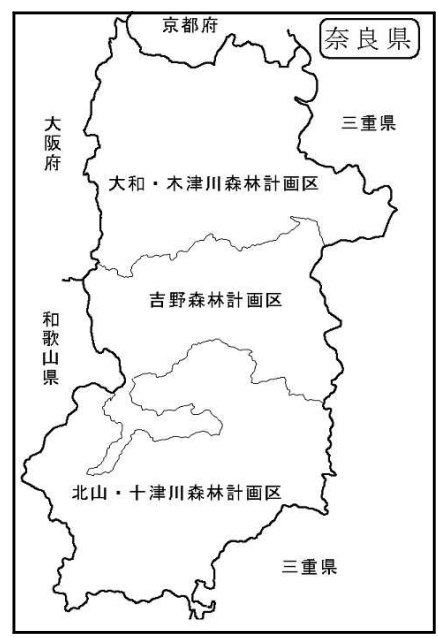 京都府
奈良県
大阪府
三重県
大和・木津川森林計画区
吉野森林計画区
和歌山県
北山・十津川森林計画区
三重県